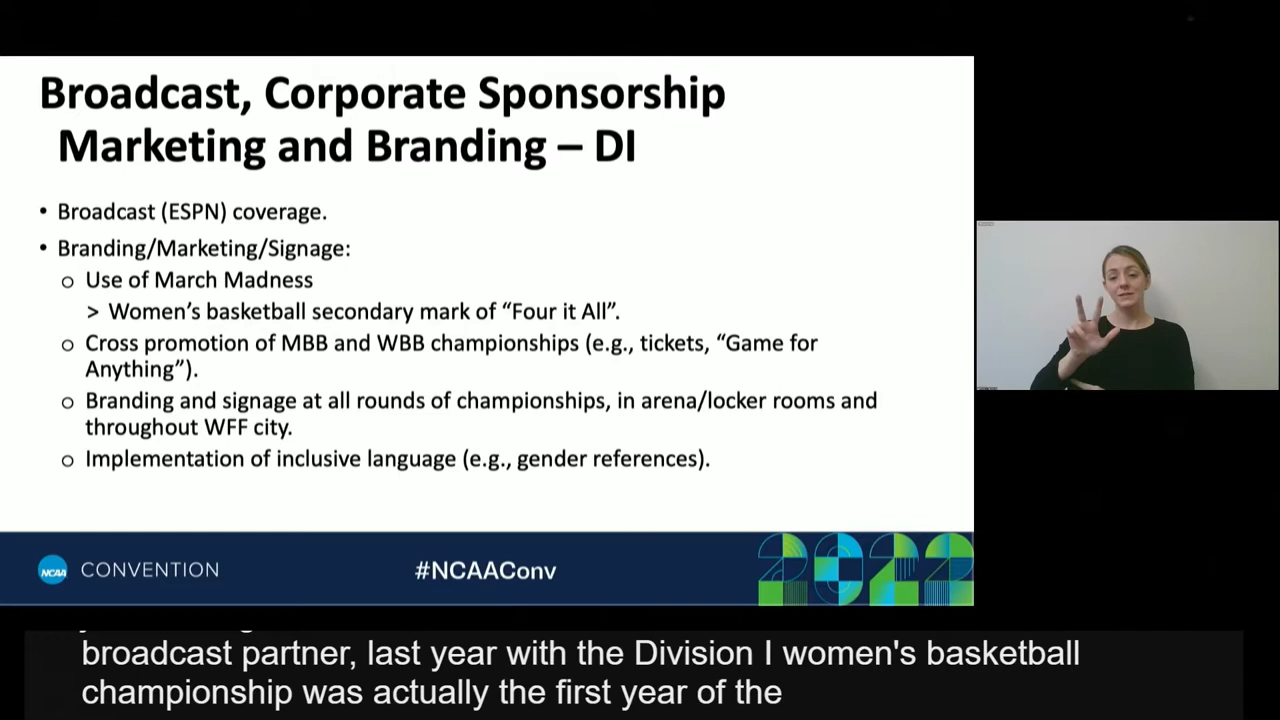 Broadcast, Corporate Sponsorship
Marketing and Branding – DI
• Broadcast (ESPN) coverage.
• Branding/Marketing/Signage:
o Use of March Madness
> Women's basketball secondary mark of "Four it All".
o Cross promotion of MBB and WBB championships (e.g., tickets, "Game for
Anything").
o Branding and signage at all rounds of championships, in arena/locker rooms and
throughout WFF city.
o Implementation of inclusive language (e.g., gender references).
NCAA CONVENTION
#NCAAConv
2022
broadcast partner, last year with the Division I women's basketball
championship was actually the first year of the